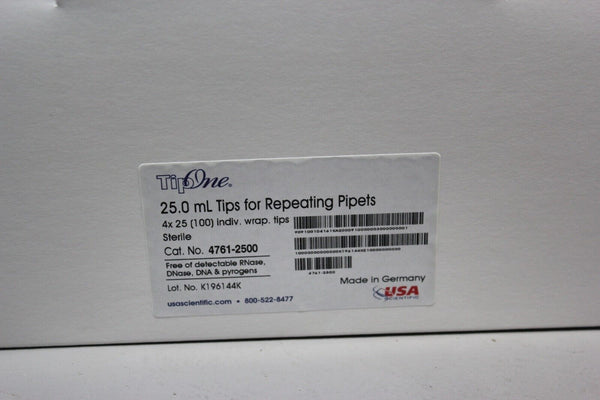 TipOne®
25.0 mL Tips for Repeating Pipets
4x 25 (100) indiv. wrap. tips
Sterile
Cat. No. 4761-2500
Free of detectable RNase,
DNase, DNA & pyrogens
Lot. No. K196144K
usascientific.com • 800-522-8477
4761-2500
Made in Germany
USA
SCIENTIFIC